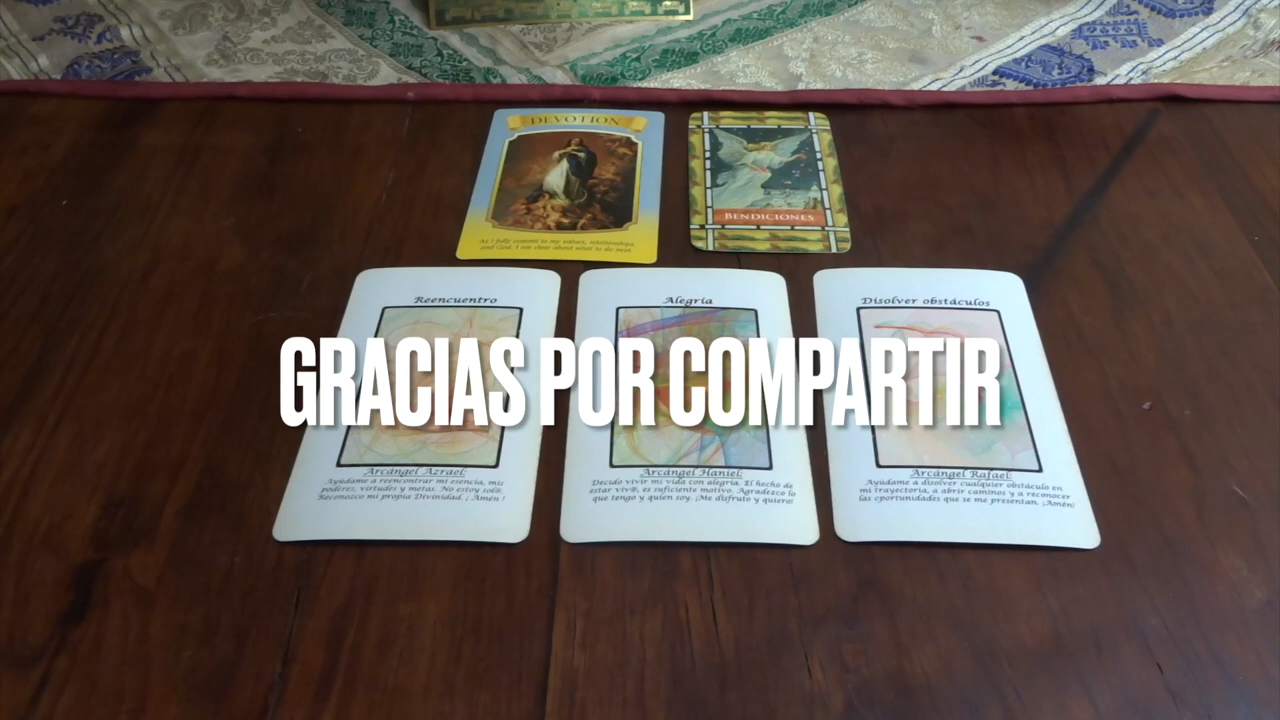 DEVOTION
As I fully commit to my values, relationships,
and God, I am clear about what to do next.
BENDICIONES
Reencuentro
Arcángel Azrael:
Ayúdame a reencontrar mi esencia, mis
poderes, virtudes y metas. No estoy sol@.
Reconozco mi propia Divinidad. ¡Amén!
Alegría
Arcángel Haniel:
Decido vivir mi vida con alegría. El hecho de
estar viv@, es suficiente motivo. Agradezco lo
que tengo y quien soy. ¡Me disfruto y quiero!
Disolver obstáculos
Arcángel Rafael:
Ayúdame a disolver cualquier obstáculo en
mi trayectoria, a abrir caminos y a reconocer
las oportunidades que se me presentan. ¡Amén!
GRACIAS POR COMPARTIR